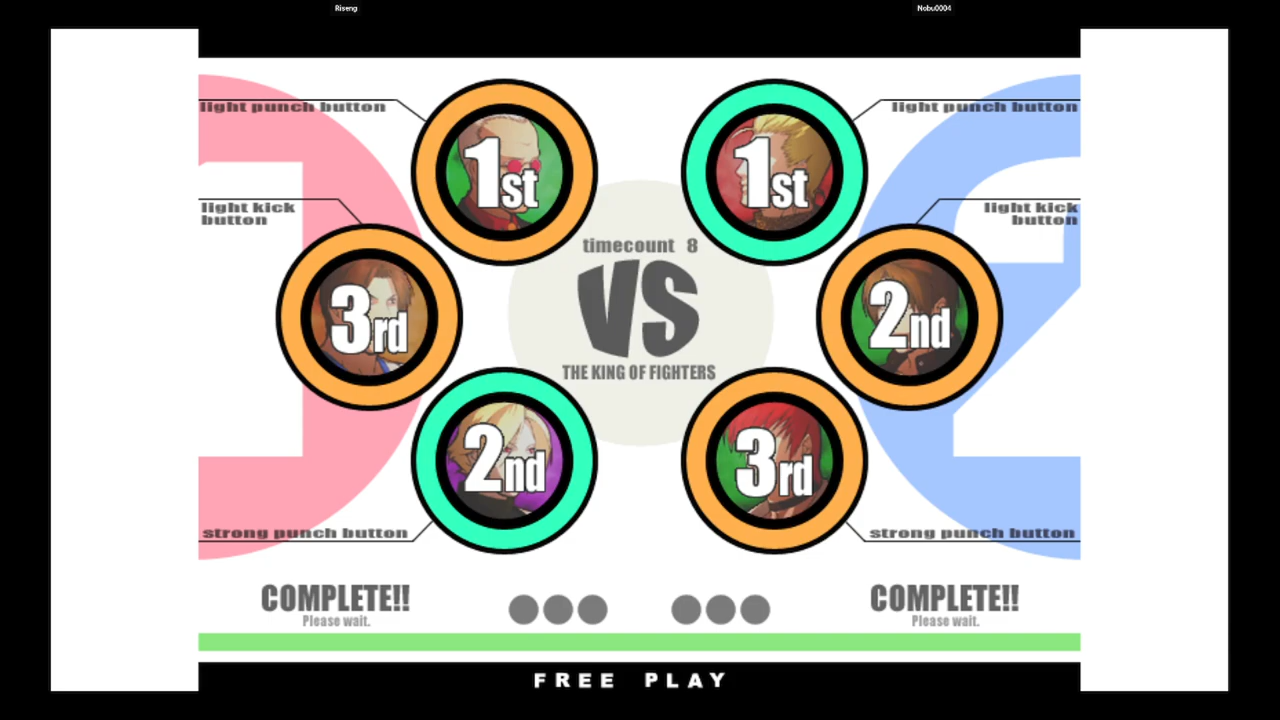 Riseng
Nobu0004
light punch button
light punch button
1st
1st
light kick
button
light kick
button
timecount 8
VS
THE KING OF FIGHTERS
3rd
2nd
2nd
3rd
strong punch button
strong punch button
COMPLETE!!
Please wait.
COMPLETE!!
Please wait.
FREE PLAY